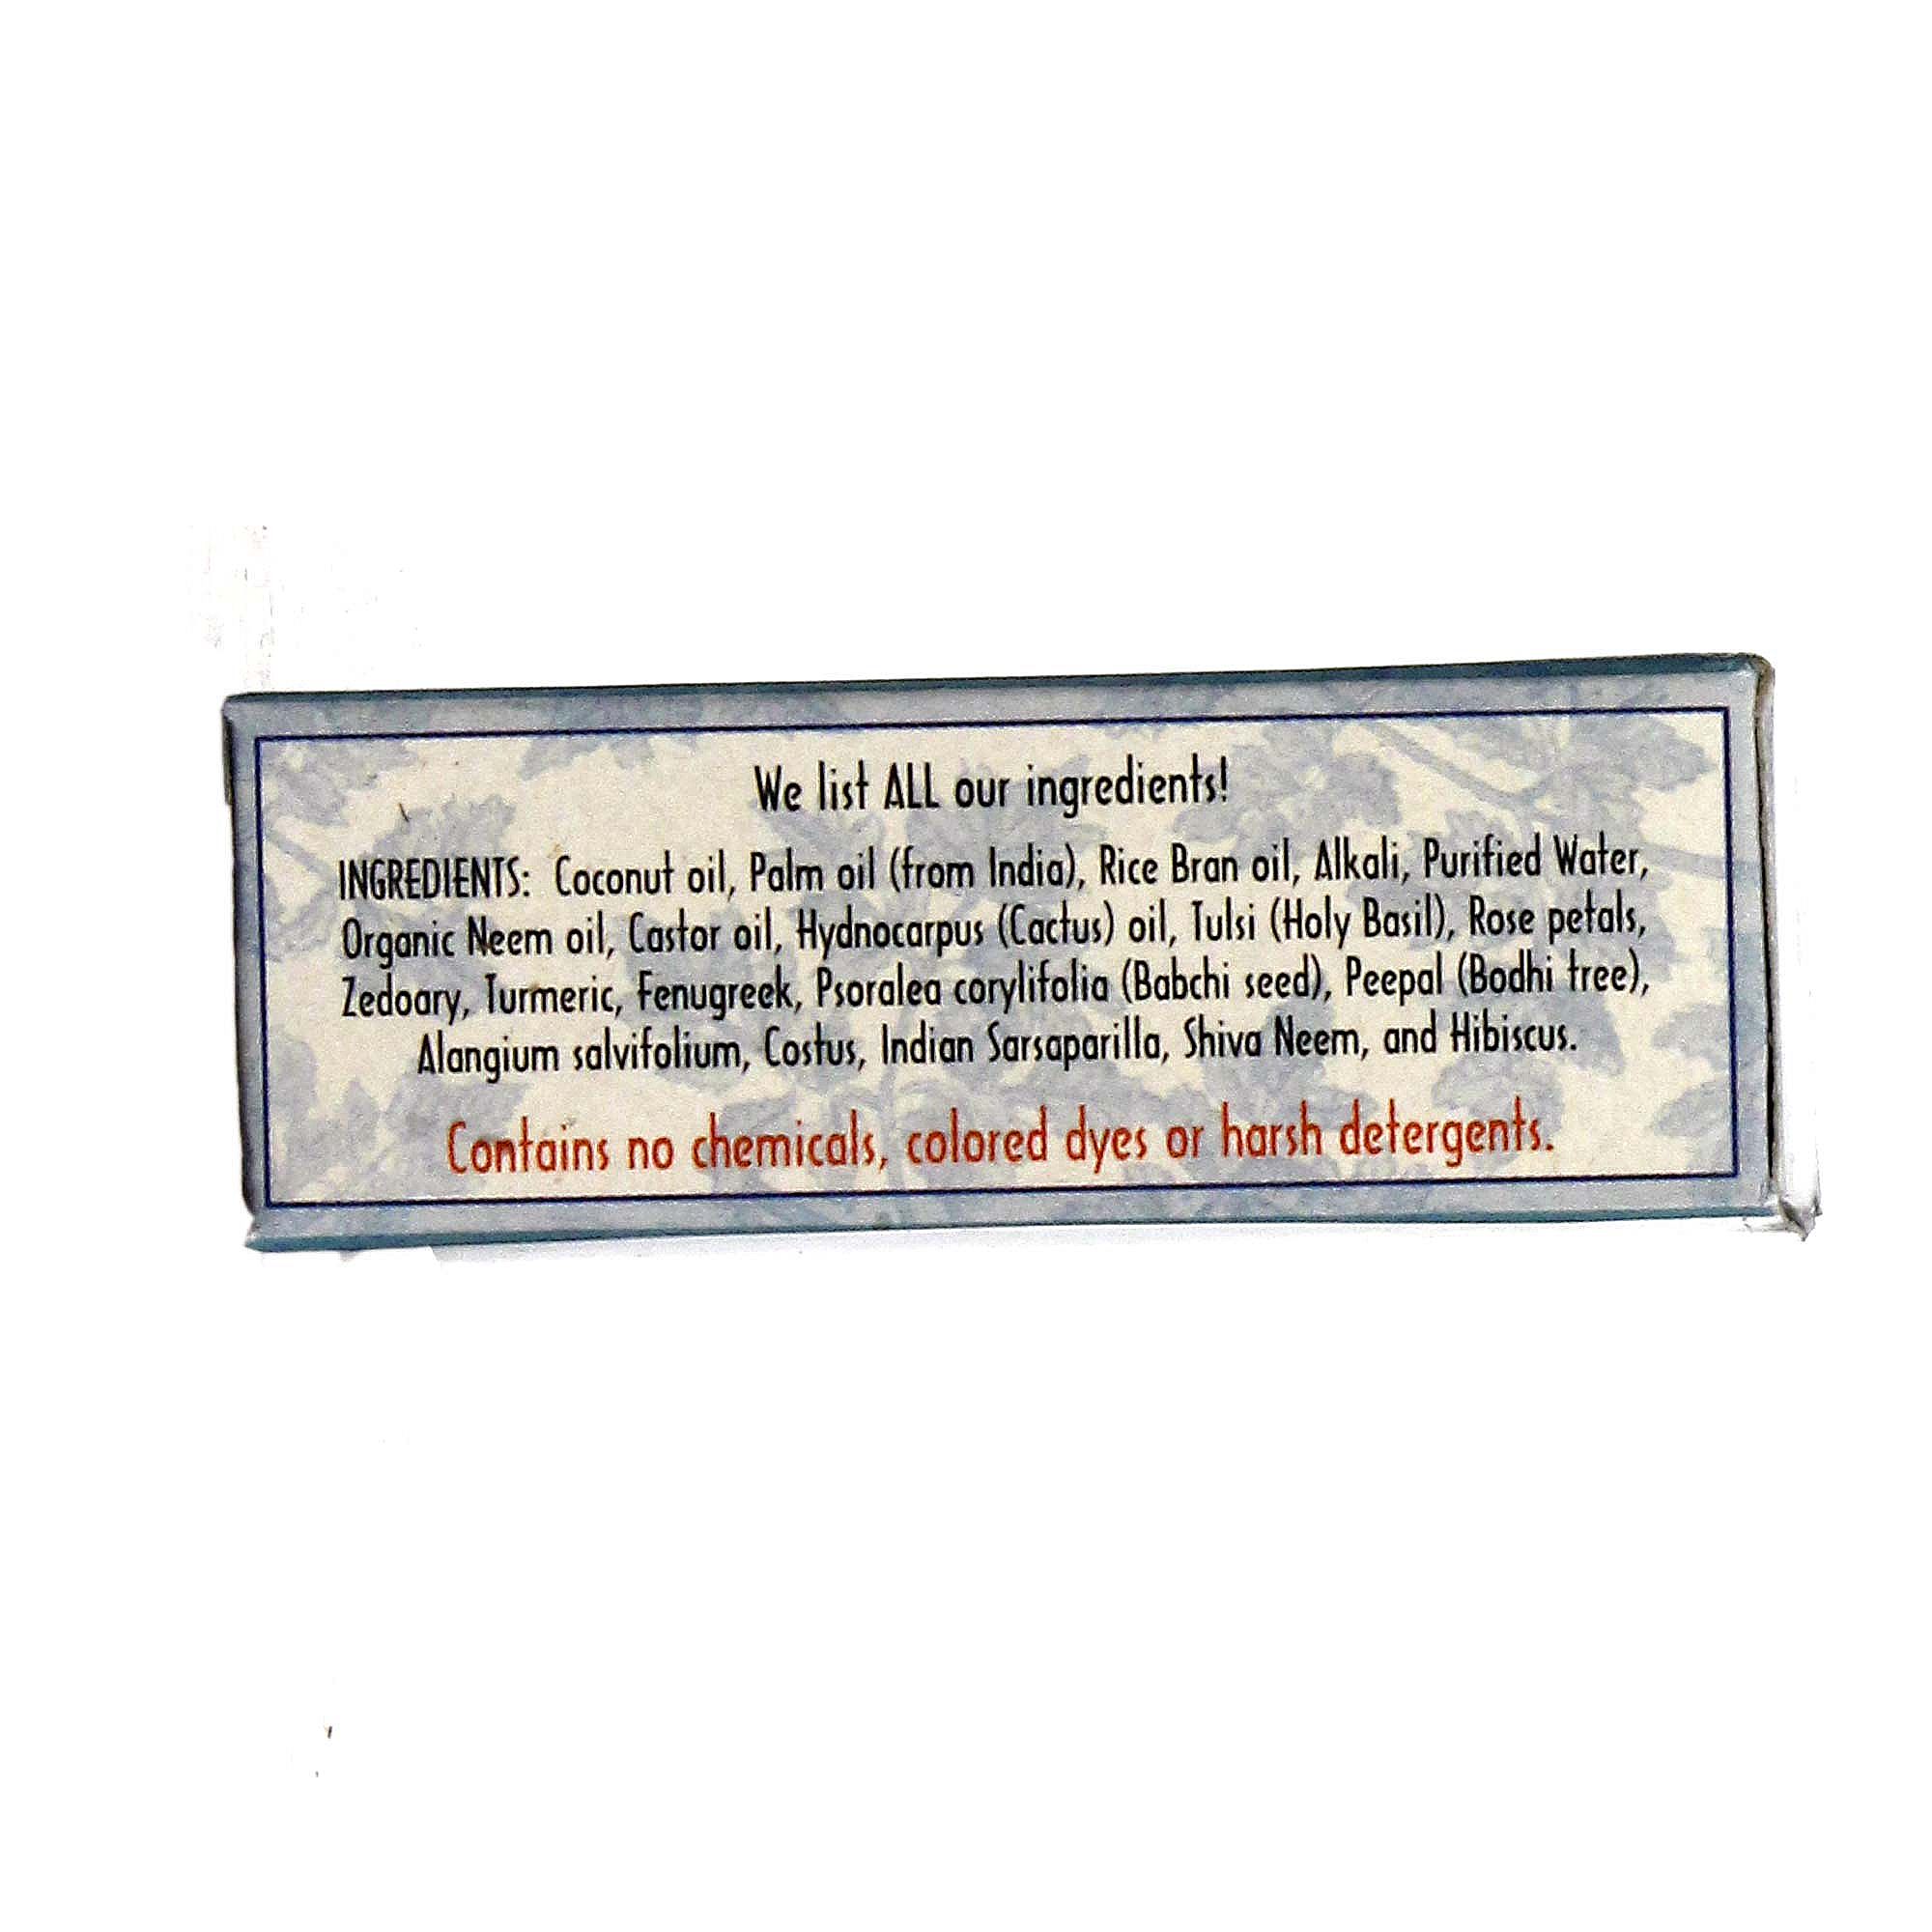 We list ALL our ingredients!
INGREDIENTS: Coconut oil, Palm oil (from India), Rice Bran oil, Alkali, Purified Water,
Organic Neem oil, Castor oil, Hydnocarpus (Cactus) oil, Tulsi (Holy Basil), Rose petals,
Zedoary, Turmeric, Fenugreek, Psoralea corylifolia (Babchi seed), Peepal (Bodhi tree),
Alangium salvifolium, Costus, Indian Sarsaparilla, Shiva Neem, and Hibiscus.
Contains no chemicals, colored dyes or harsh detergents.